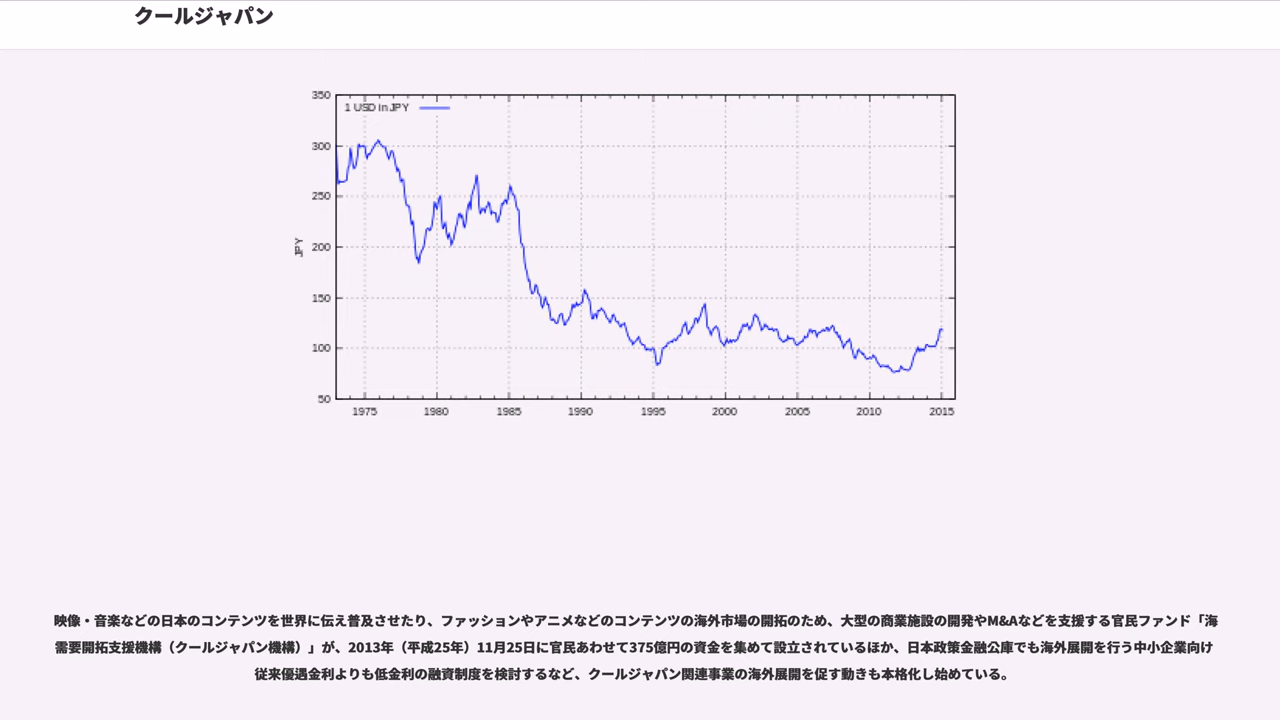 クールジャパン
350
1 USD in JPY
300
250
JPY
200
150
100
50
1975 1980 1985 1990 1995 2000 2005 2010 2015
映像・音楽などの日本のコンテンツを世界に伝え普及させたり、ファッションやアニメなどのコンテンツの海外市場の開拓のため、大型の商業施設の開発やM&Aなどを支援する官民ファンド「海
需要開拓支援機構（クールジャパン機構）」が、2013年（平成25年）11月25日に官民あわせて375億円の資金を集めて設立されているほか、日本政策金融公庫でも海外展開を行う中小企業向け
従来優遇金利よりも低金利の融資制度を検討するなど、クールジャパン関連事業の海外展開を促す動きも本格化し始めている。